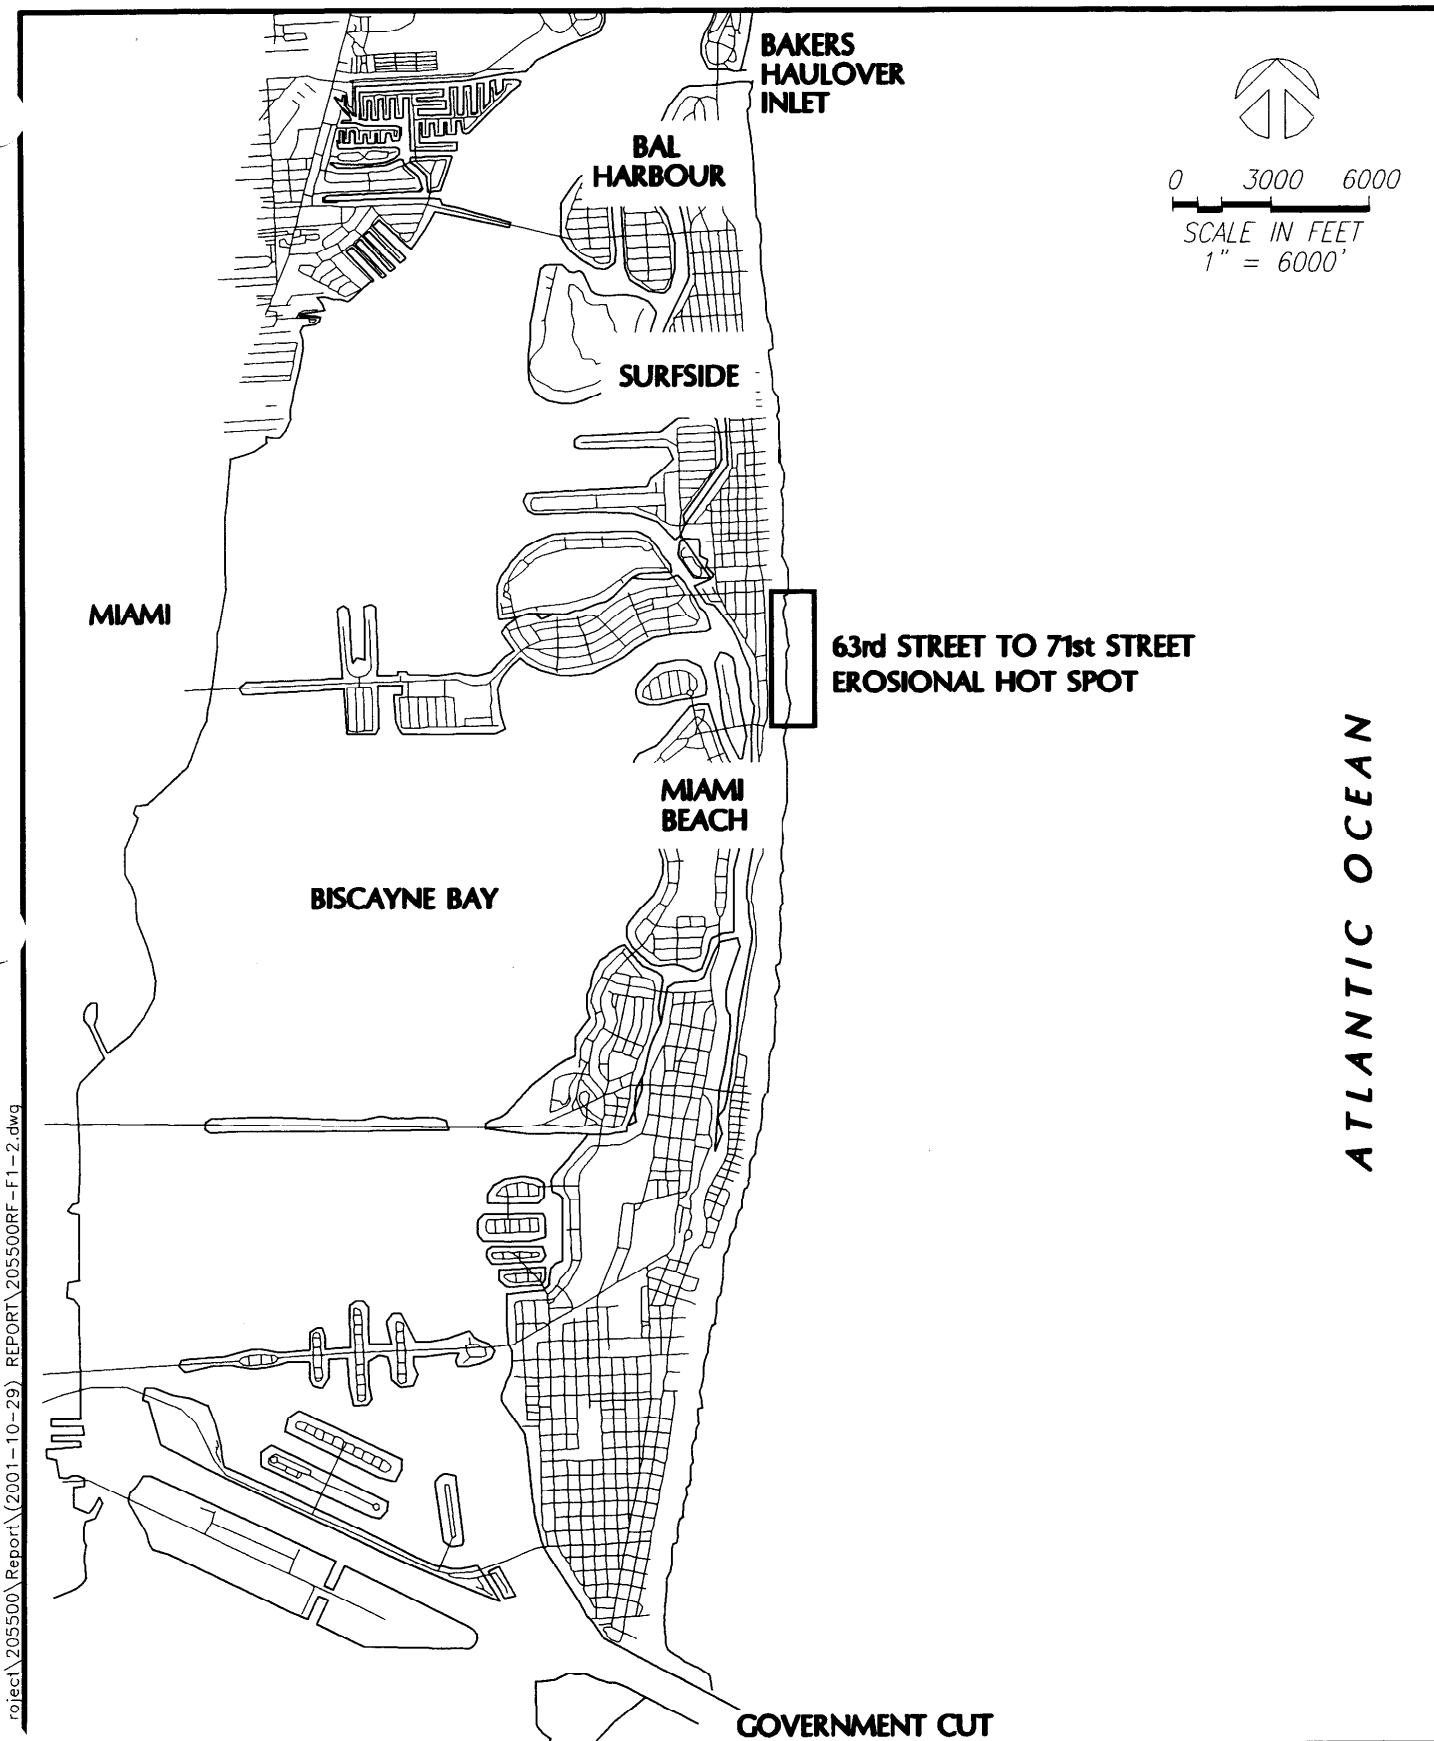 BAKERS
HAULOVER
INLET
BAL
HARBOUR
0 3000 6000
SCALE IN FEET
1" = 6000'
SURFSIDE
MIAMI
63rd STREET TO 71st STREET
EROSIONAL HOT SPOT
MIAMI
BEACH
BISCAYNE BAY
ATLANTIC OCEAN
GOVERNMENT CUT
roject\205500\Report\(2001-10-29) REPORT\205500RF-F1-2.dwg